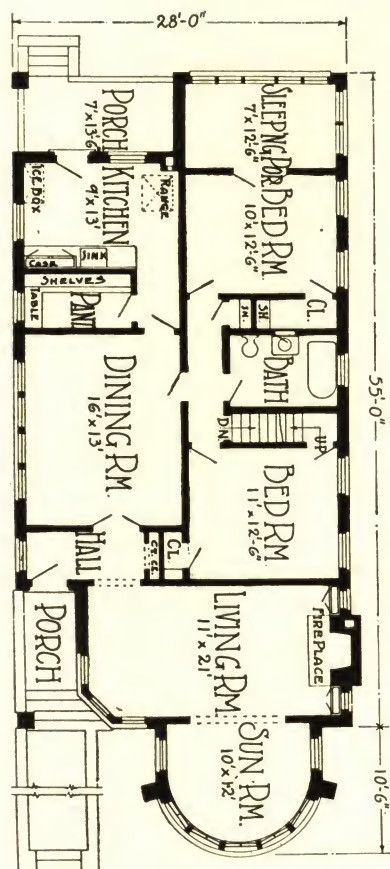 28'-0"
PORCH
7'x13'-6"
SLEEPING POR.
7'x12'-6"
ICE BOX
KITCHEN
9'x13'
RANGE
BED RM.
10'x12'-6"
CASE
SINK
SHELVES
TABLE
PANT.
SH.
SH.
CL.
BATH
55'-0"
DINING RM.
16'x13'
DN.
UP
BED RM.
11'x12'-6"
HALL
CL.
PORCH
LIVING RM.
11'x21'
FIREPLACE
SUN RM.
10'x12'
10'-6"